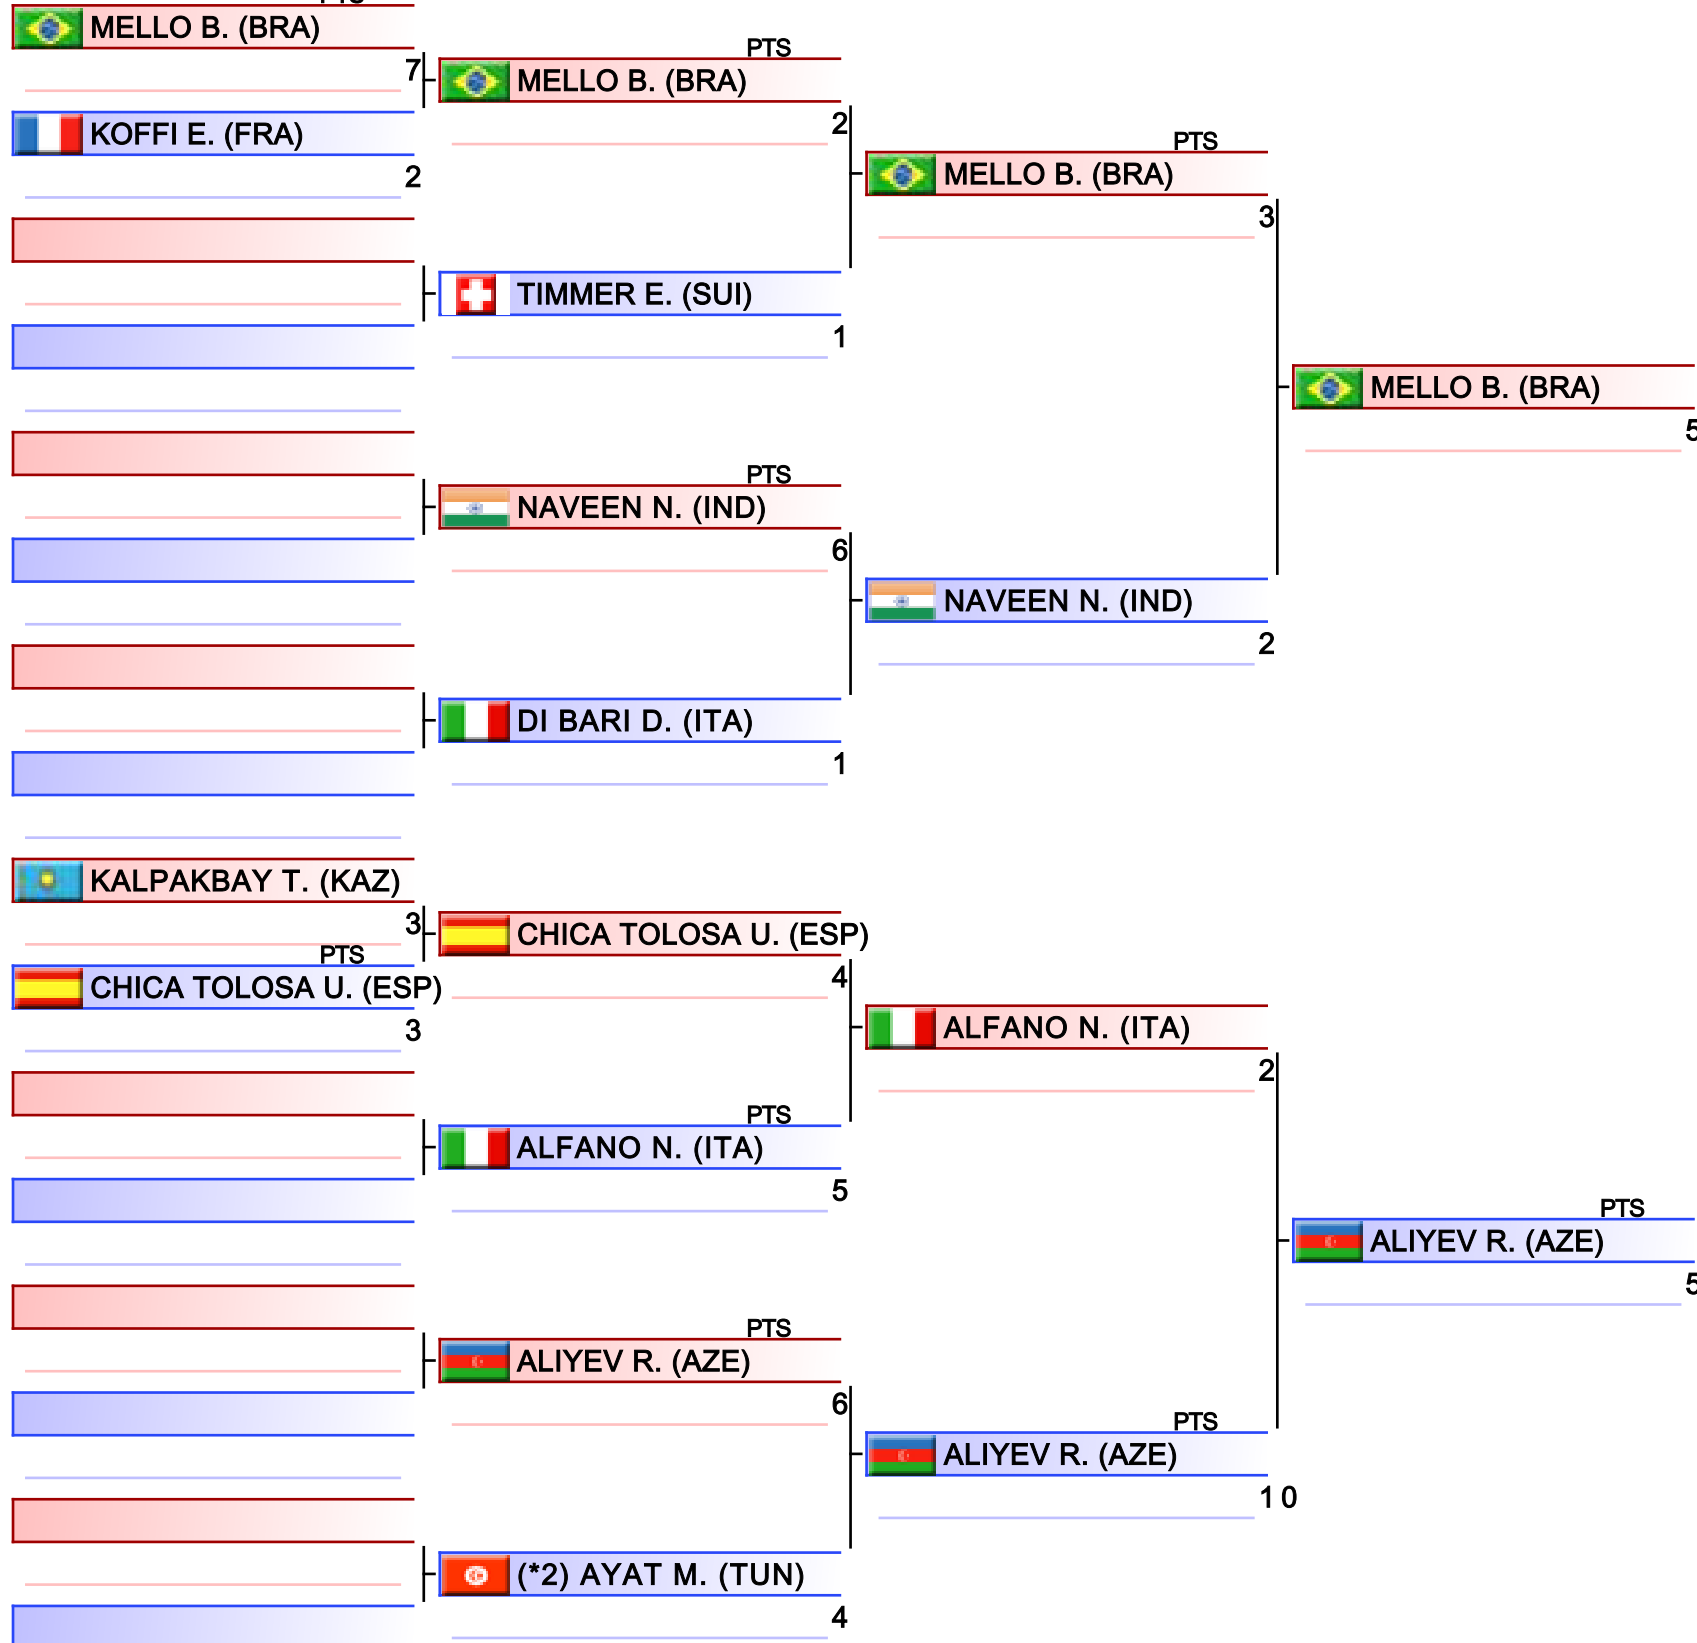 PTS
MELLO B. (BRA)
7
KOFFI E. (FRA)
2
KALPAKBAY T. (KAZ)
3
PTS
CHICA TOLOSA U. (ESP)
3
PTS
MELLO B. (BRA)
2
TIMMER E. (SUI)
1
PTS
NAVEEN N. (IND)
6
DI BARI D. (ITA)
1
CHICA TOLOSA U. (ESP)
4
PTS
ALFANO N. (ITA)
5
PTS
ALIYEV R. (AZE)
6
(*2) AYAT M. (TUN)
4
PTS
MELLO B. (BRA)
3
NAVEEN N. (IND)
2
ALFANO N. (ITA)
2
PTS
ALIYEV R. (AZE)
10
MELLO B. (BRA)
5
PTS
ALIYEV R. (AZE)
5